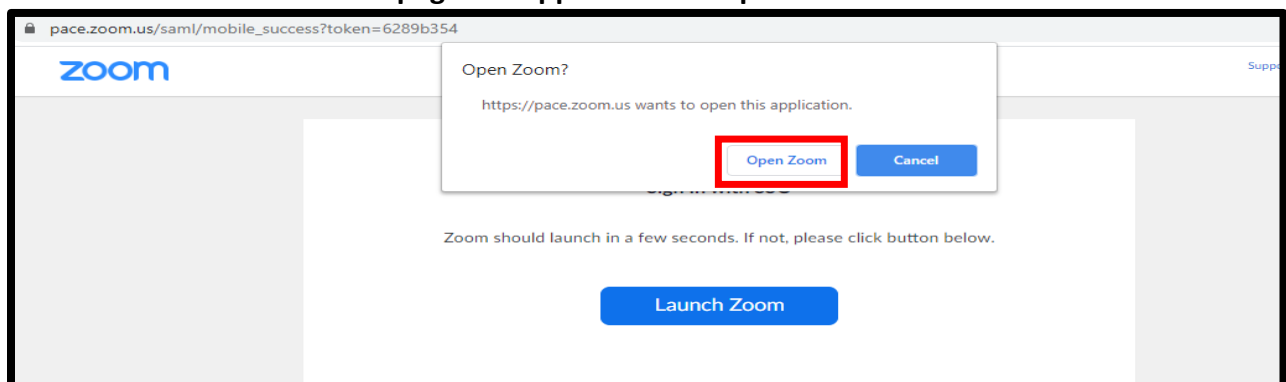 pace.zoom.us/saml/mobile_success?token=6289b354
zoom
Open Zoom?
https://pace.zoom.us wants to open this application.
Open Zoom Cancel
Zoom should launch in a few seconds. If not, please click button below.
Launch Zoom